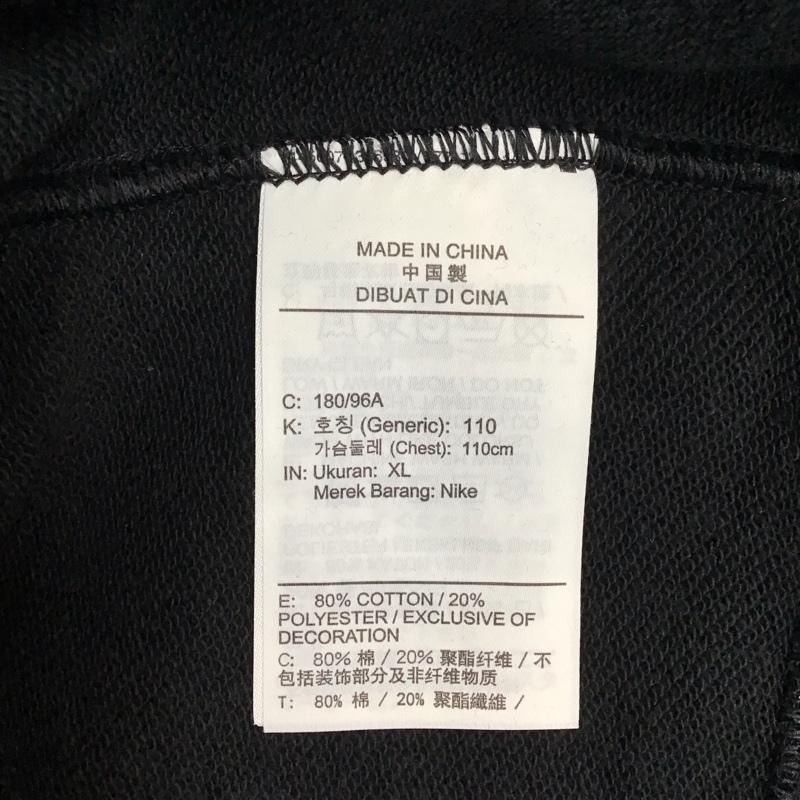 MADE IN CHINA
中国製
DIBUAT DI CINA
C: 180/96A
K: 호칭 (Generic): 110
가슴둘레 (Chest): 110cm
IN: Ukuran: XL
Merek Barang: Nike
E: 80% COTTON / 20%
POLYESTER / EXCLUSIVE OF
DECORATION
C: 80% 棉 / 20% 聚酯纤维 / 不
包括装饰部分及非纤维物质
T: 80% 棉 / 20% 聚酯纖維 /